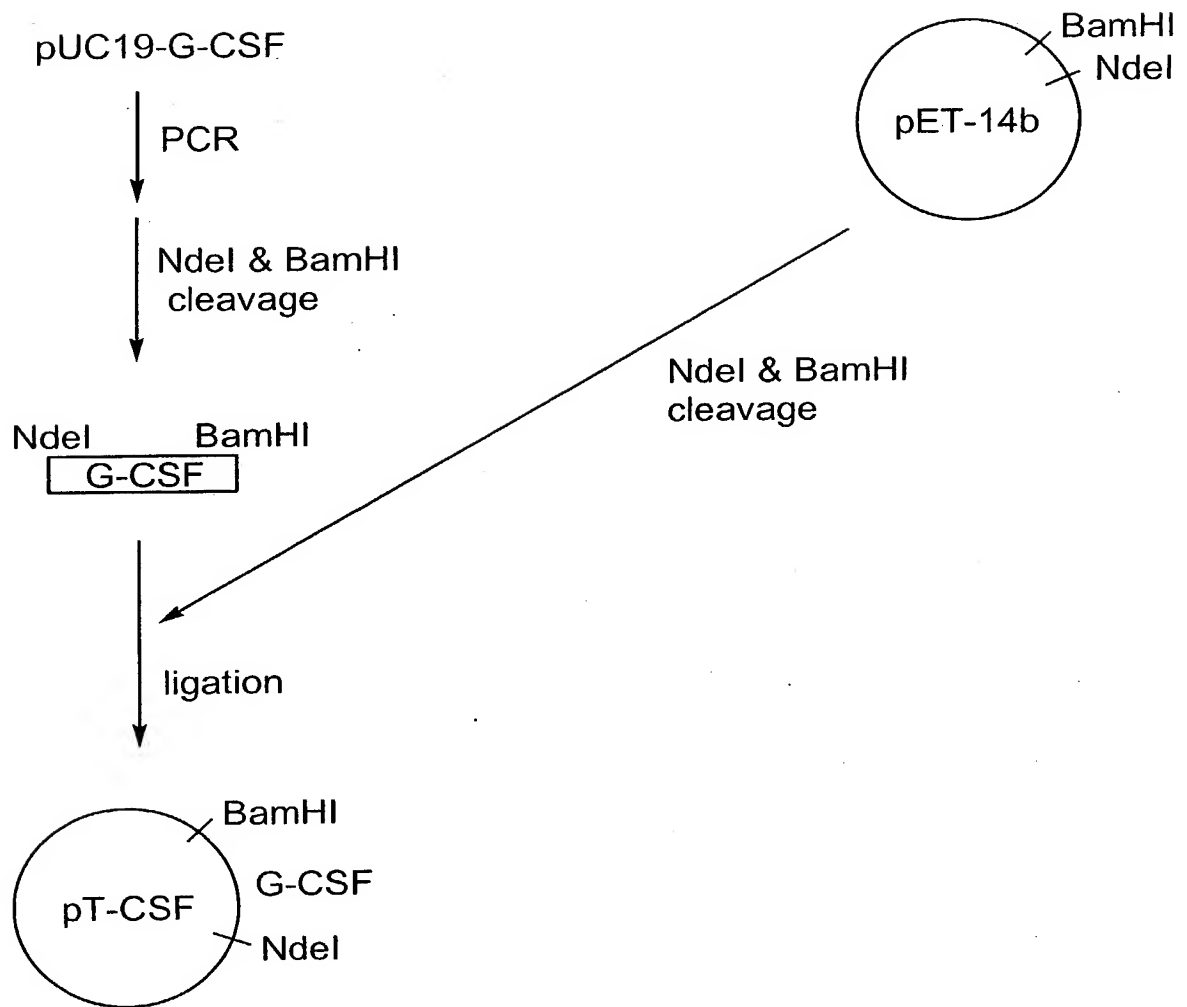 pUC19-G-CSF
PCR
NdeI & BamHI
cleavage
NdeI BamHI
G-CSF
ligation
BamHI
NdeI
pET-14b
NdeI & BamHI
cleavage
BamHI
G-CSF
pT-CSF
NdeI